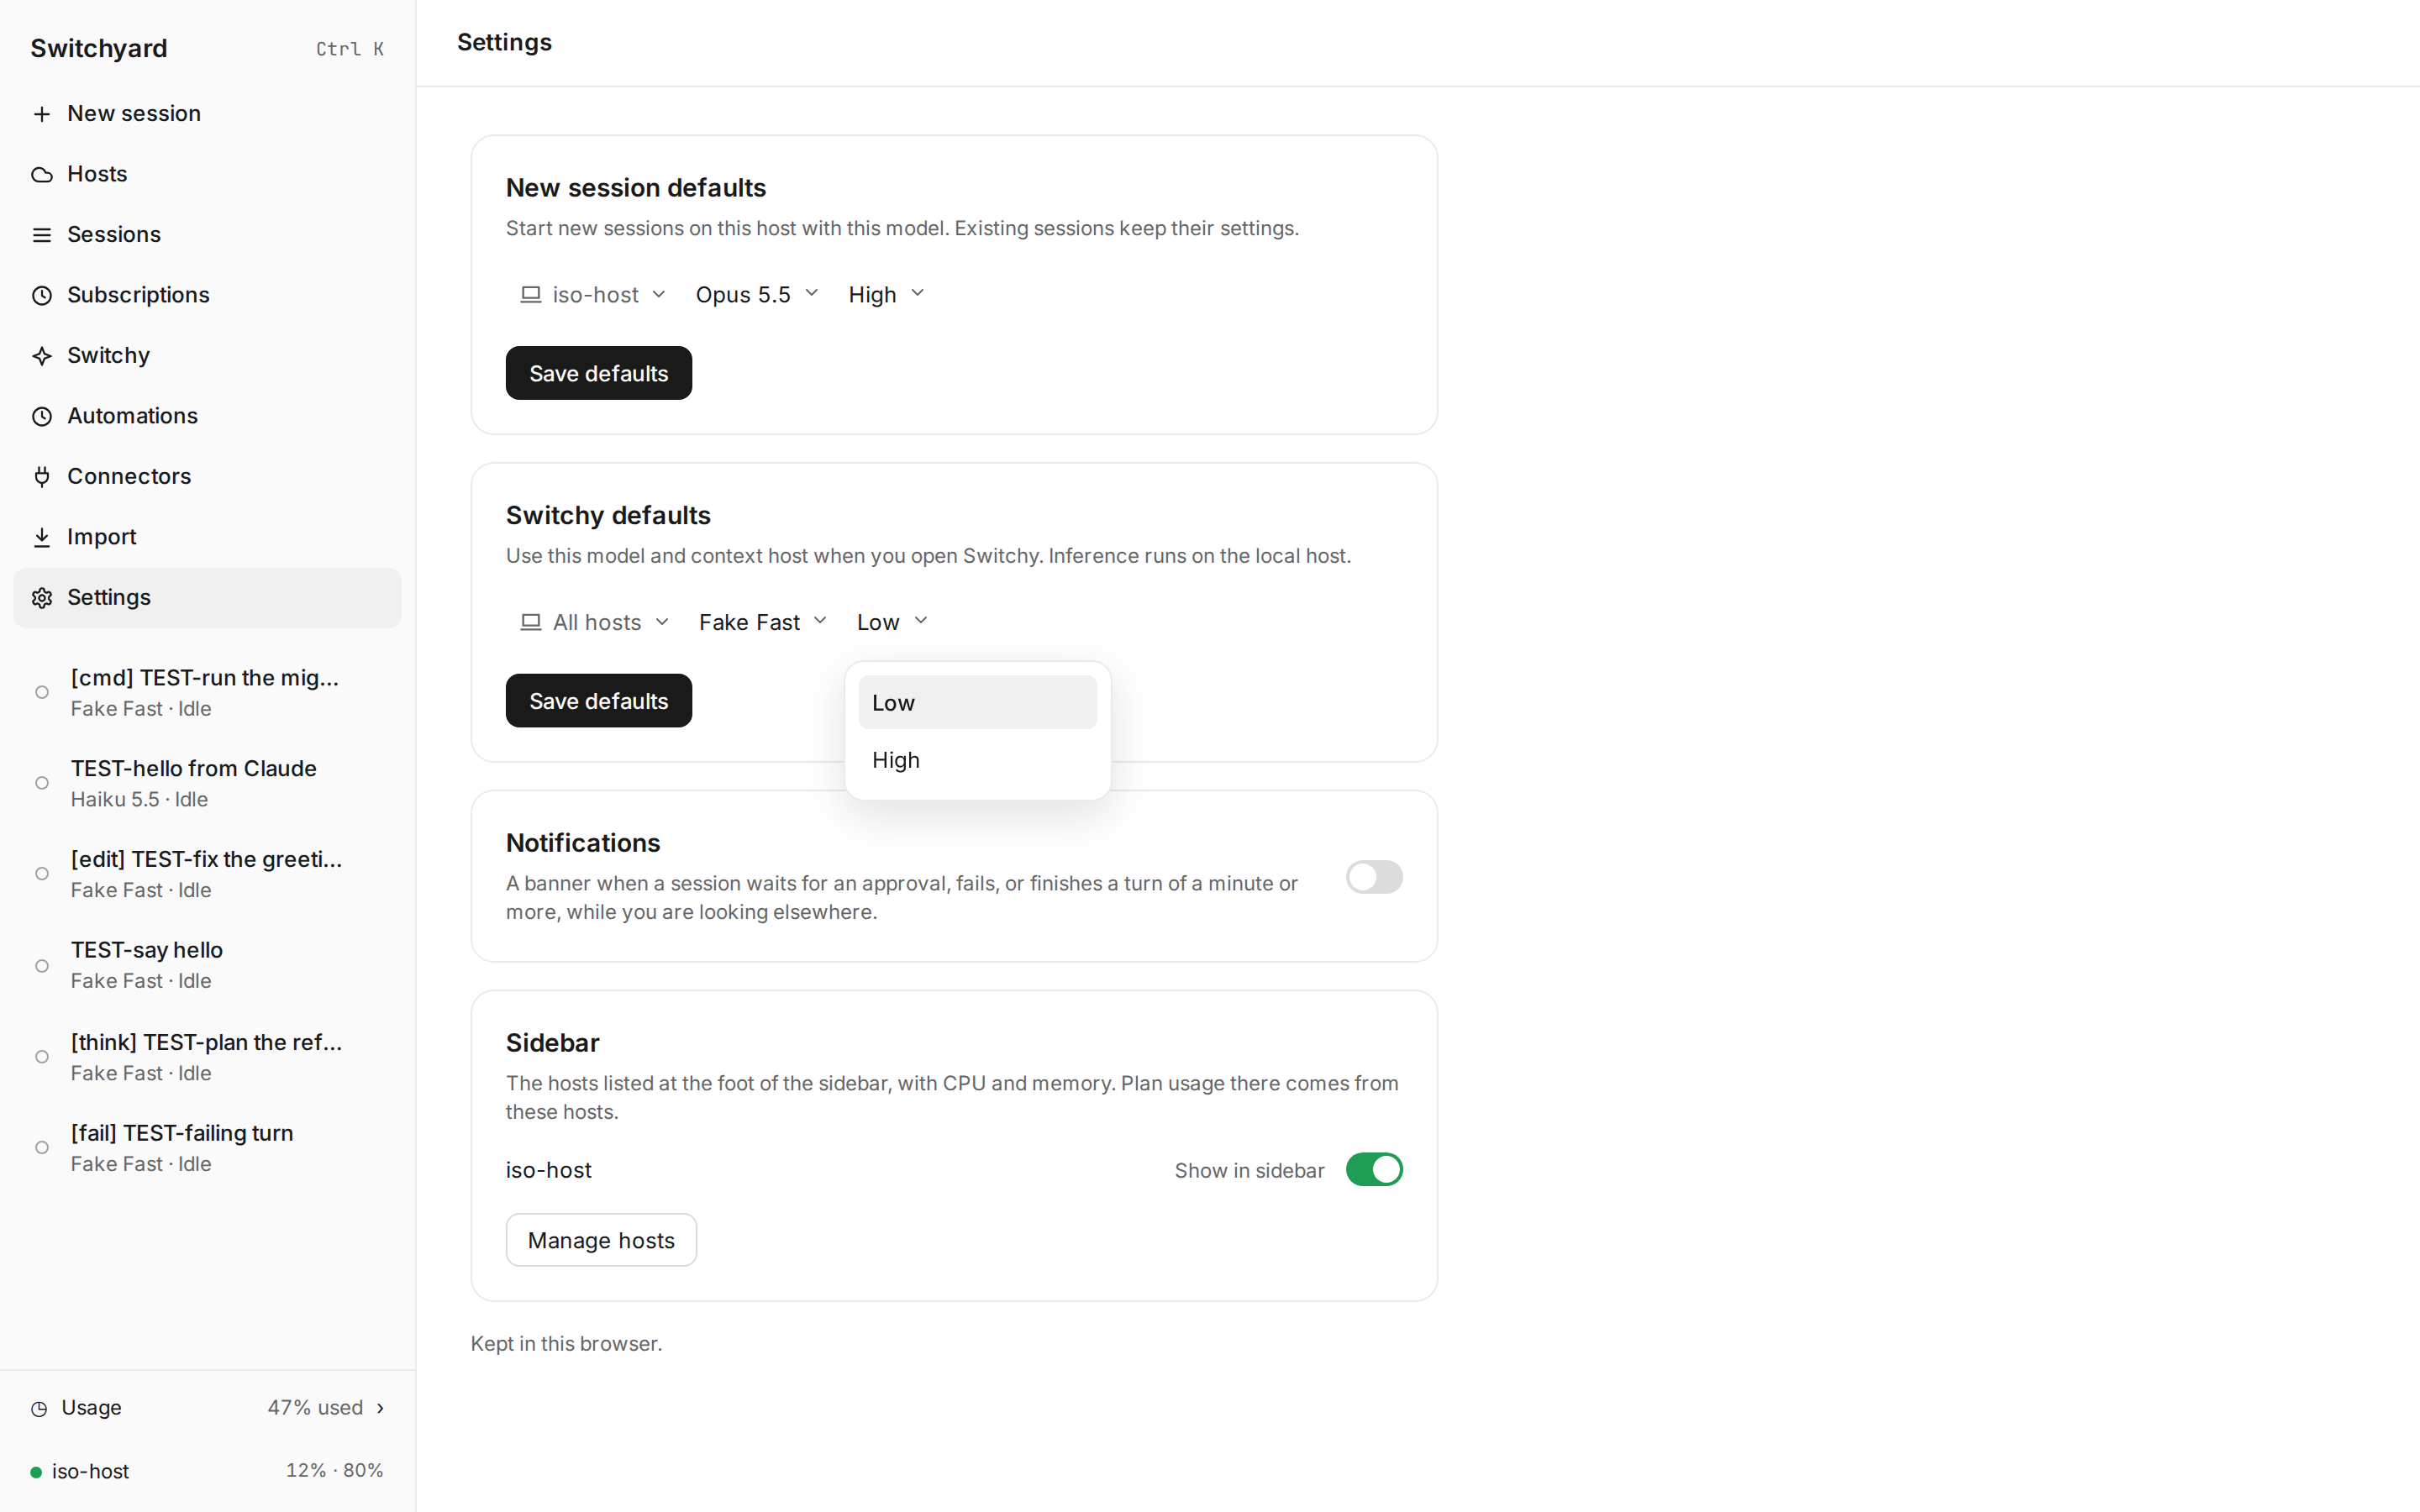 Switchyard
Ctrl K
New session
Hosts
Sessions
Subscriptions
Switchy
Automations
Connectors
Import
Settings
[cmd] TEST-run the mig...
Fake Fast · Idle
TEST-hello from Claude
Haiku 5.5 · Idle
[edit] TEST-fix the greeti...
Fake Fast · Idle
TEST-say hello
Fake Fast · Idle
[think] TEST-plan the ref...
Fake Fast · Idle
[fail] TEST-failing turn
Fake Fast · Idle
Usage
47% used
iso-host
12% · 80%
Settings
New session defaults
Start new sessions on this host with this model. Existing sessions keep their settings.
iso-host
Opus 5.5
High
Save defaults
Switchy defaults
Use this model and context host when you open Switchy. Inference runs on the local host.
All hosts
Fake Fast
Low
Save defaults
Low
High
Notifications
A banner when a session waits for an approval, fails, or finishes a turn of a minute or
more, while you are looking elsewhere.
Sidebar
The hosts listed at the foot of the sidebar, with CPU and memory. Plan usage there comes from
these hosts.
iso-host
Show in sidebar
Manage hosts
Kept in this browser.